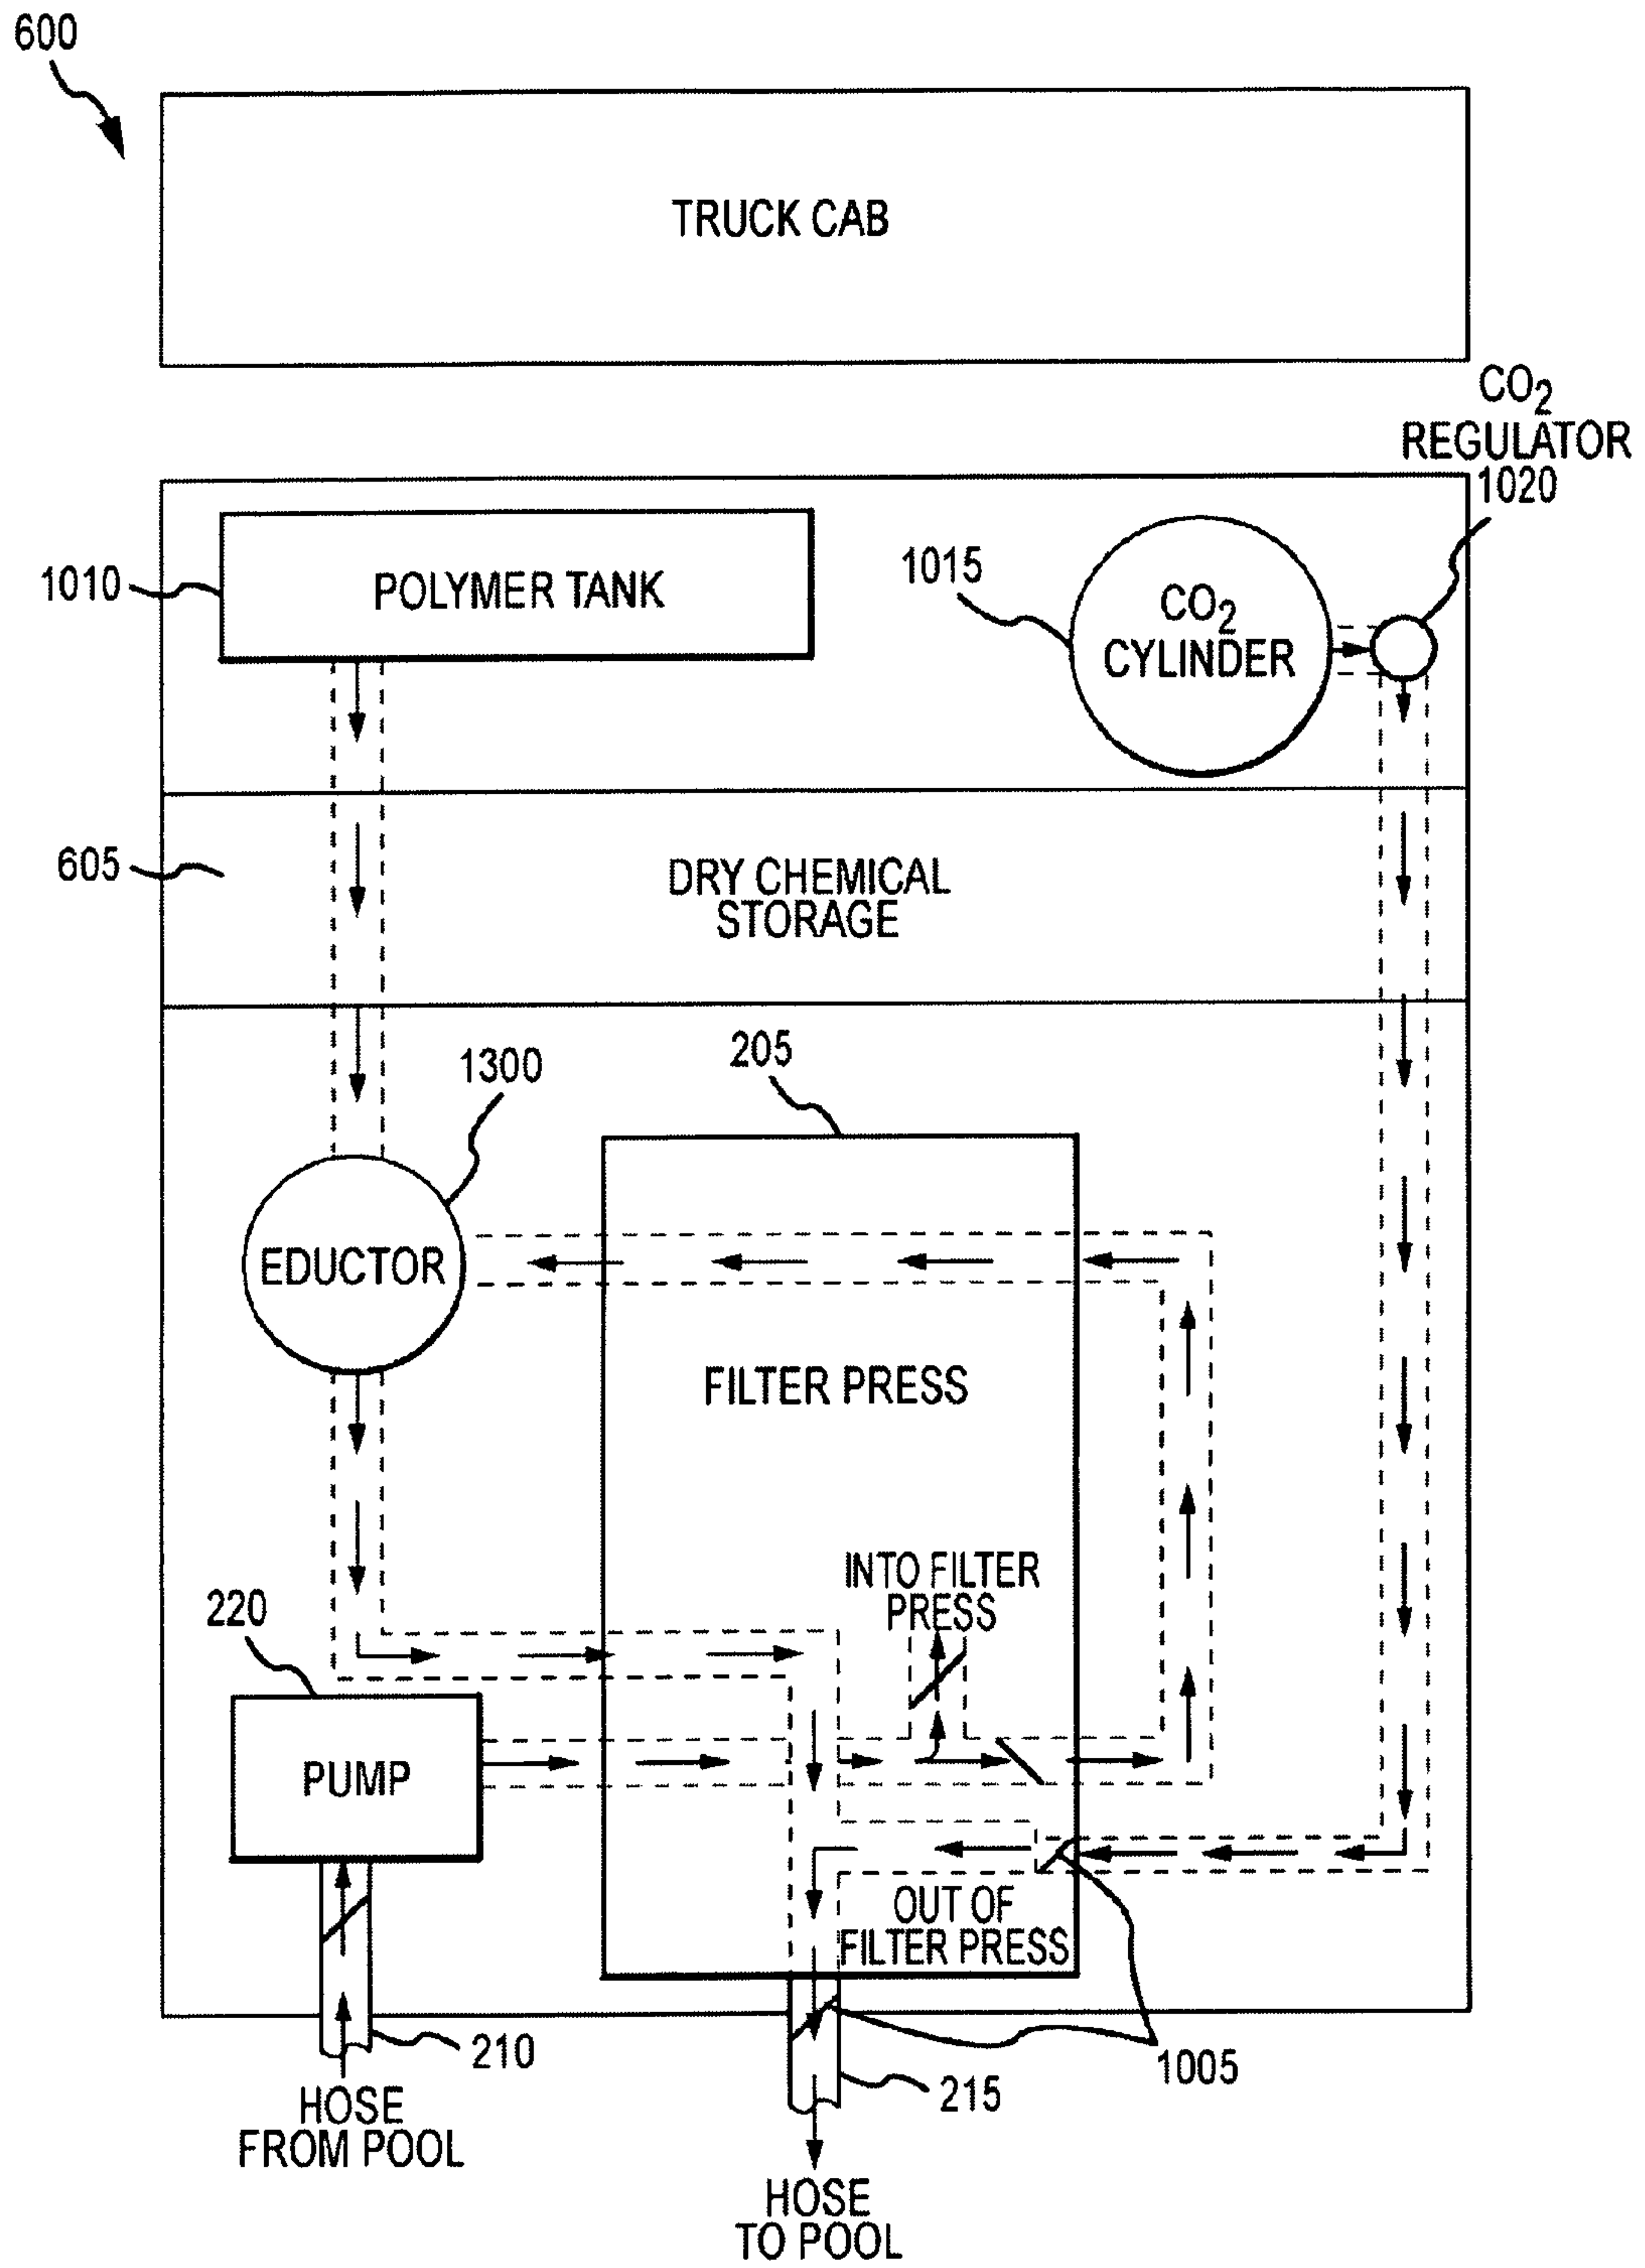 600
TRUCK CAB
CO2
REGULATOR
1020
1010
POLYMER TANK
1015
CO2
CYLINDER
605
DRY CHEMICAL
STORAGE
205
1300
EDUCTOR
FILTER PRESS
INTO FILTER
PRESS
220
PUMP
OUT OF
FILTER PRESS
210
1005
215
HOSE
FROM POOL
HOSE
TO POOL